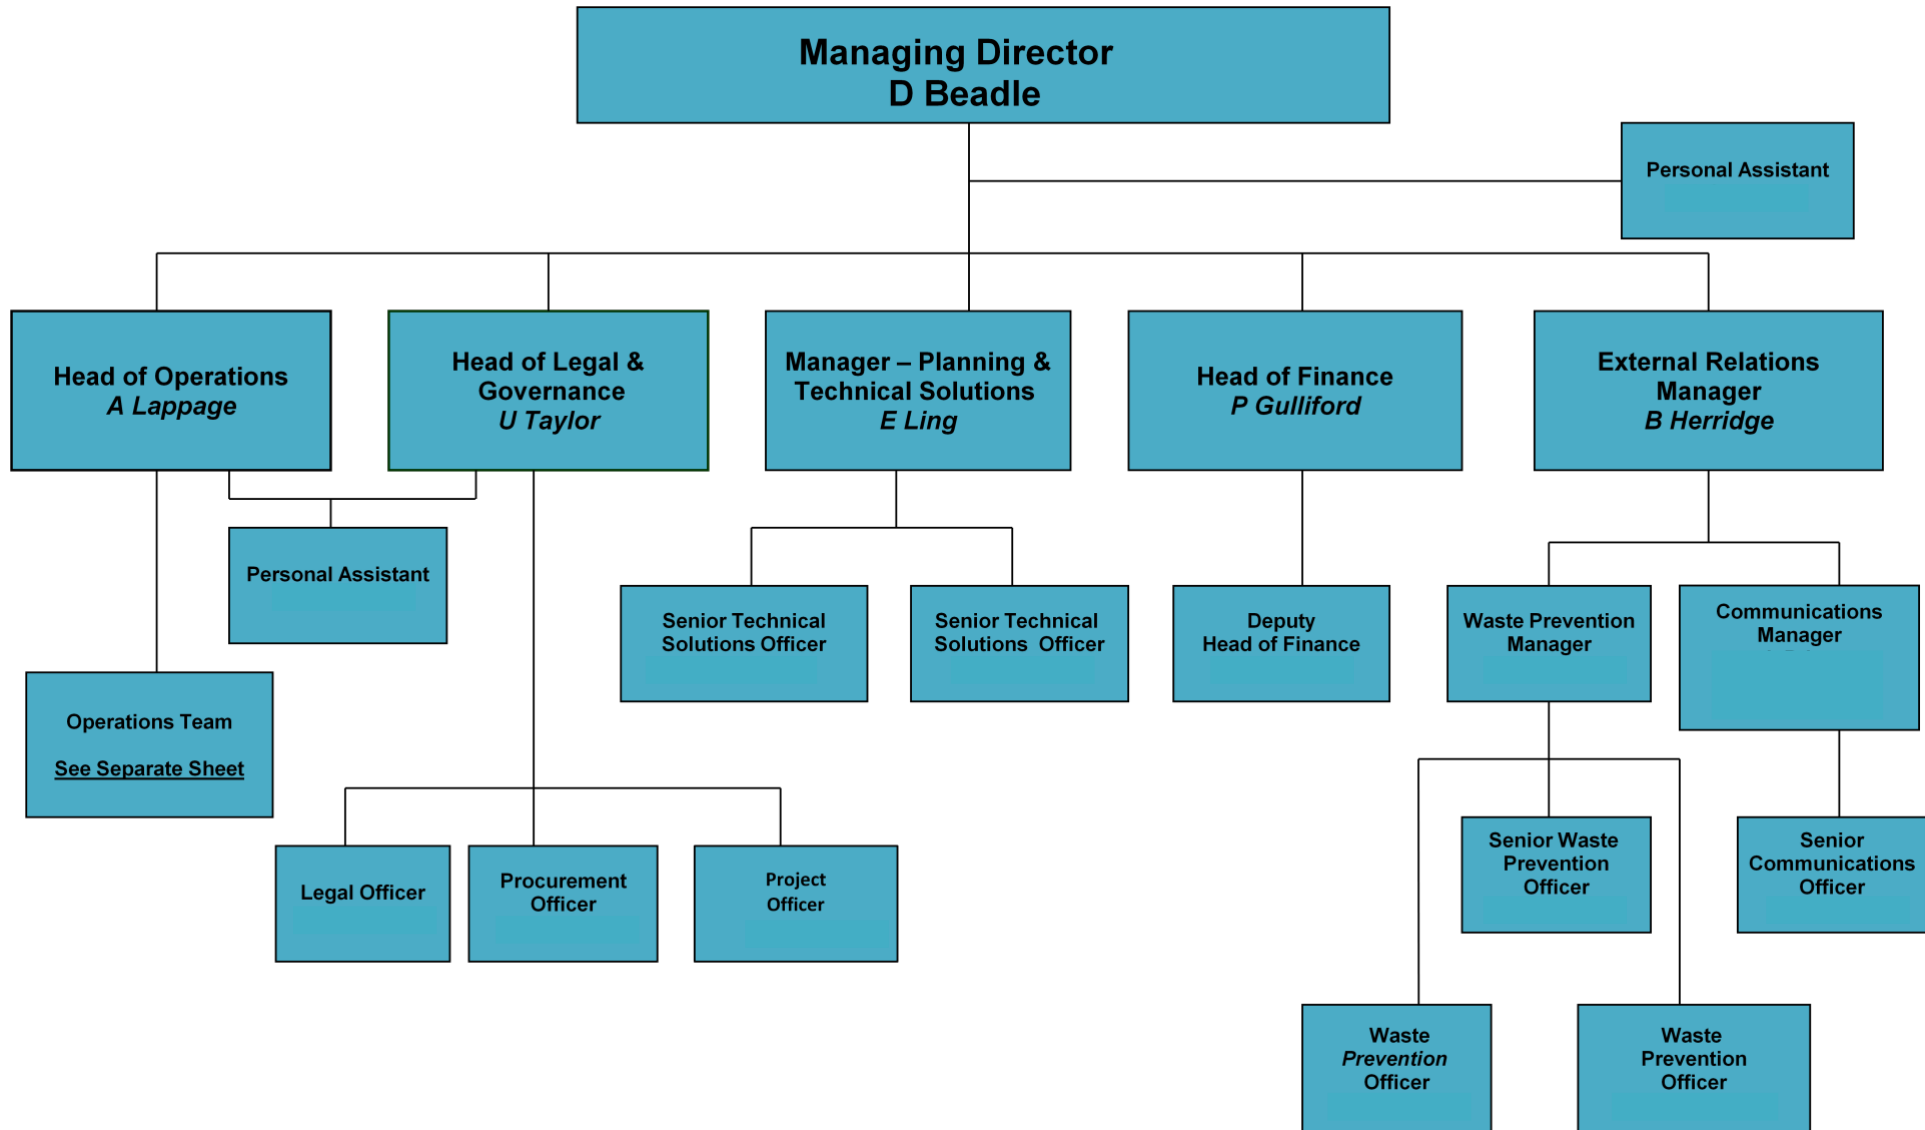 Managing Director
D Beadle
Personal Assistant
Head of Operations
A Lappage
Head of Legal &
Governance
U Taylor
Manager – Planning &
Technical Solutions
E Ling
Head of Finance
P Gulliford
External Relations
Manager
B Herridge
Personal Assistant
Senior Technical
Solutions Officer
Senior Technical
Solutions Officer
Deputy
Head of Finance
Waste Prevention
Manager
Communications
Manager
Operations Team
See Separate Sheet
Legal Officer
Procurement
Officer
Project
Officer
Senior Waste
Prevention
Officer
Senior
Communications
Officer
Waste
Prevention
Officer
Waste
Prevention
Officer